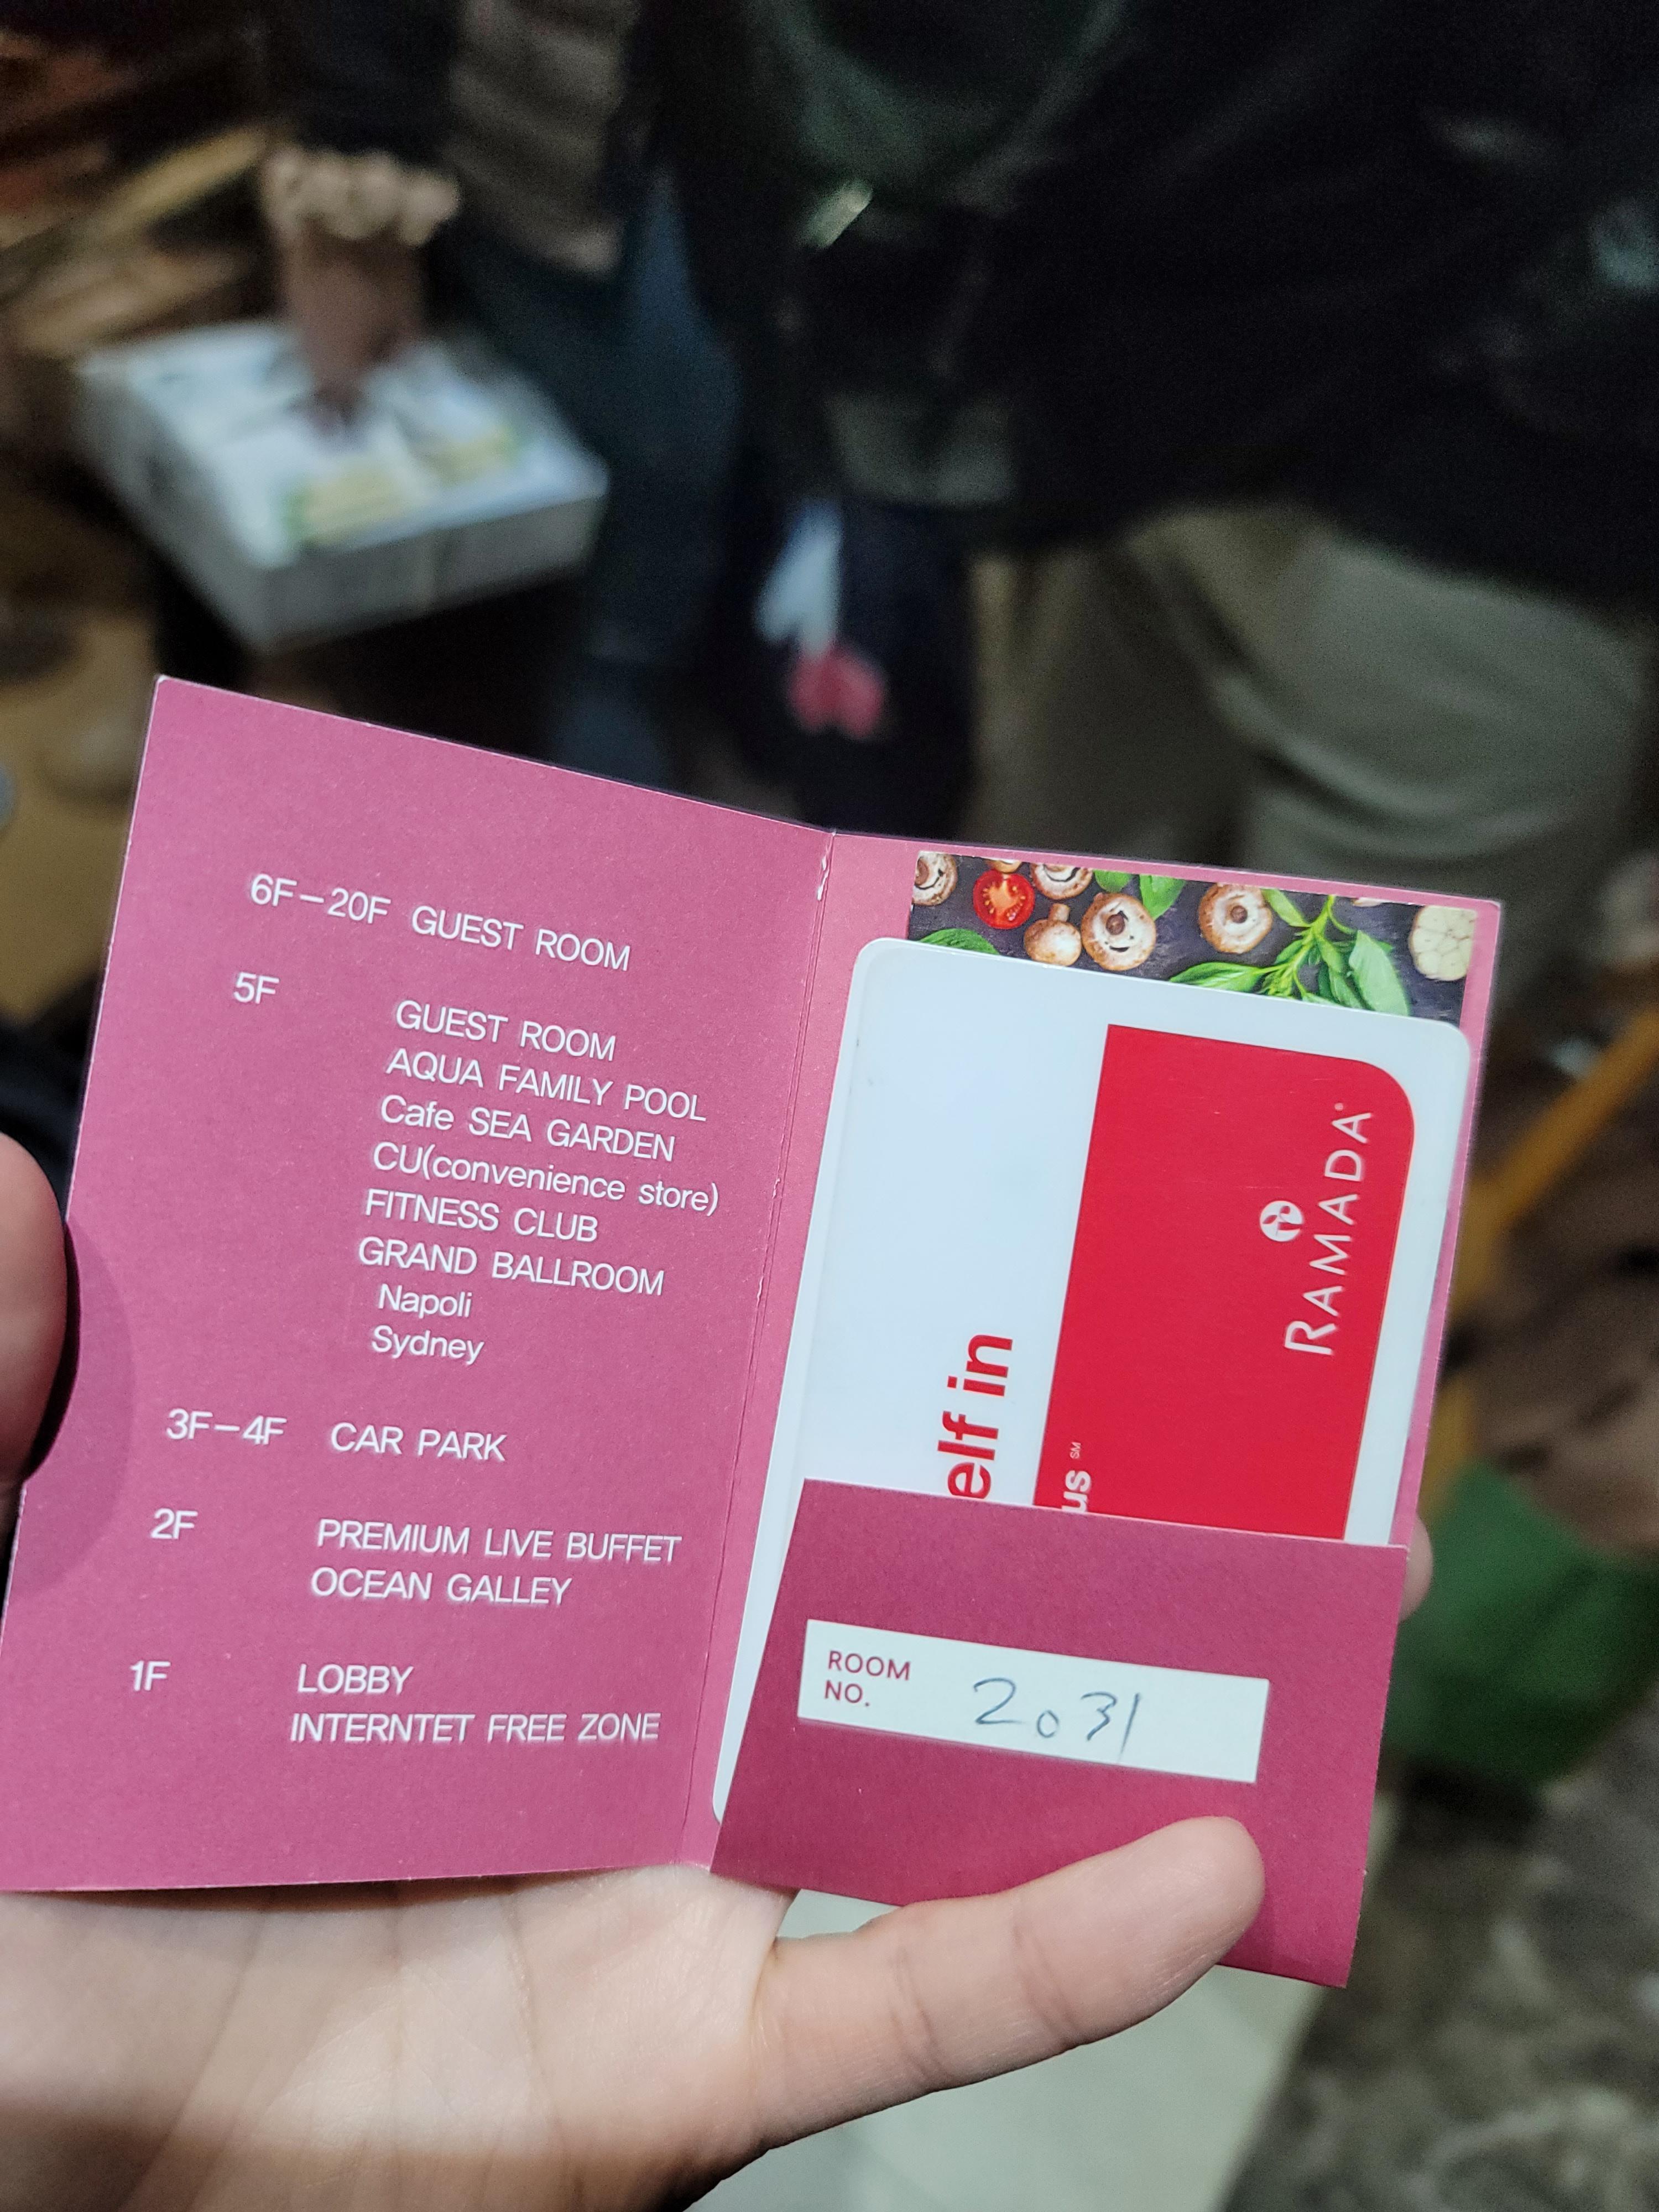 6F-20F GUEST ROOM
5F GUEST ROOM
AQUA FAMILY POOL
Cafe SEA GARDEN
CU(convenience store)
FITNESS CLUB
GRAND BALLROOM
Napoli
Sydney
3F-4F CAR PARK
2F PREMIUM LIVE BUFFET
OCEAN GALLEY
1F LOBBY
INTERNTET FREE ZONE
elf in
us SM
RAMADA
ROOM
NO. 2031